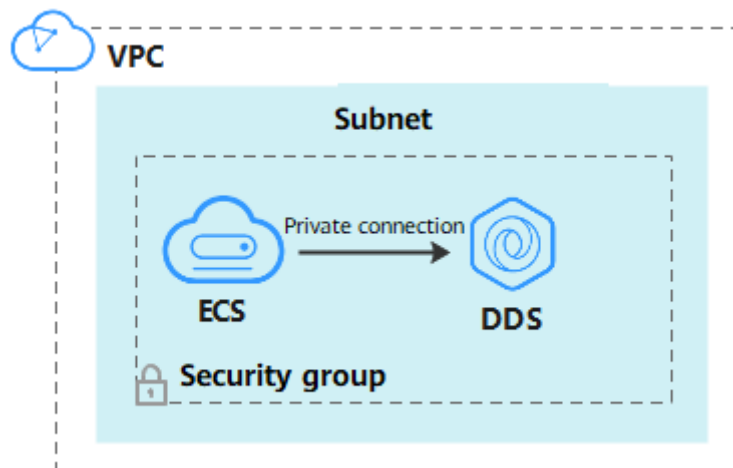 VPC
Subnet
Private connection
ECS
DDS
Security group